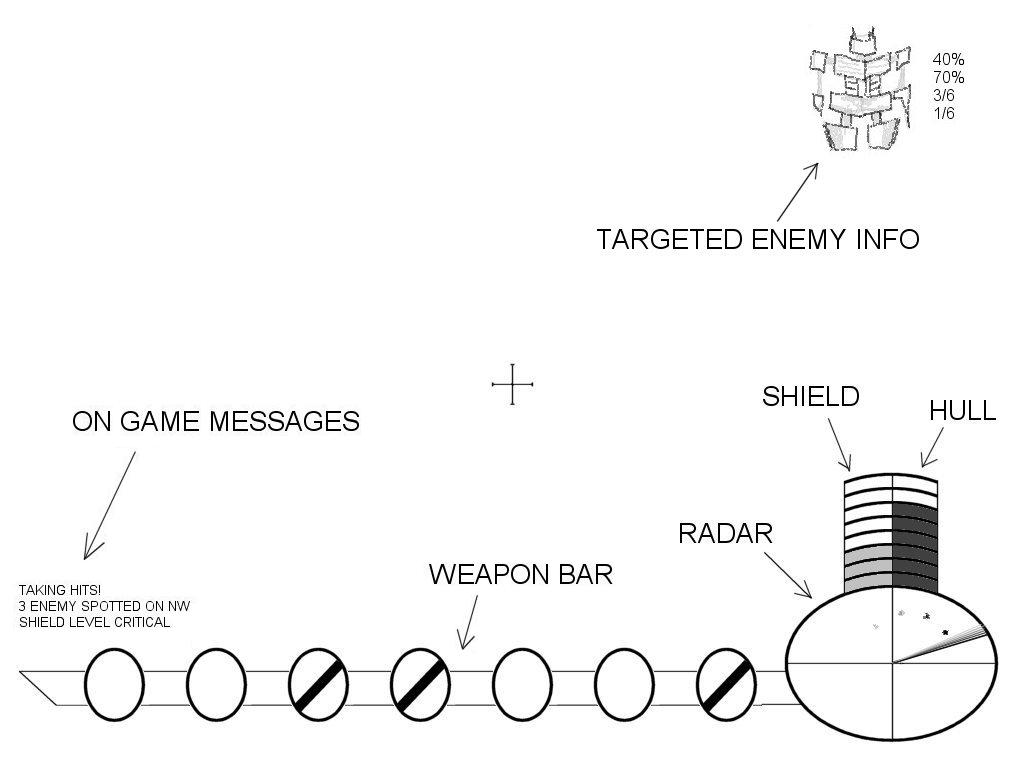 40%
70%
3/6
1/6
TARGETED ENEMY INFO
SHIELD
HULL
ON GAME MESSAGES
RADAR
WEAPON BAR
TAKING HITS!
3 ENEMY SPOTTED ON NW
SHIELD LEVEL CRITICAL